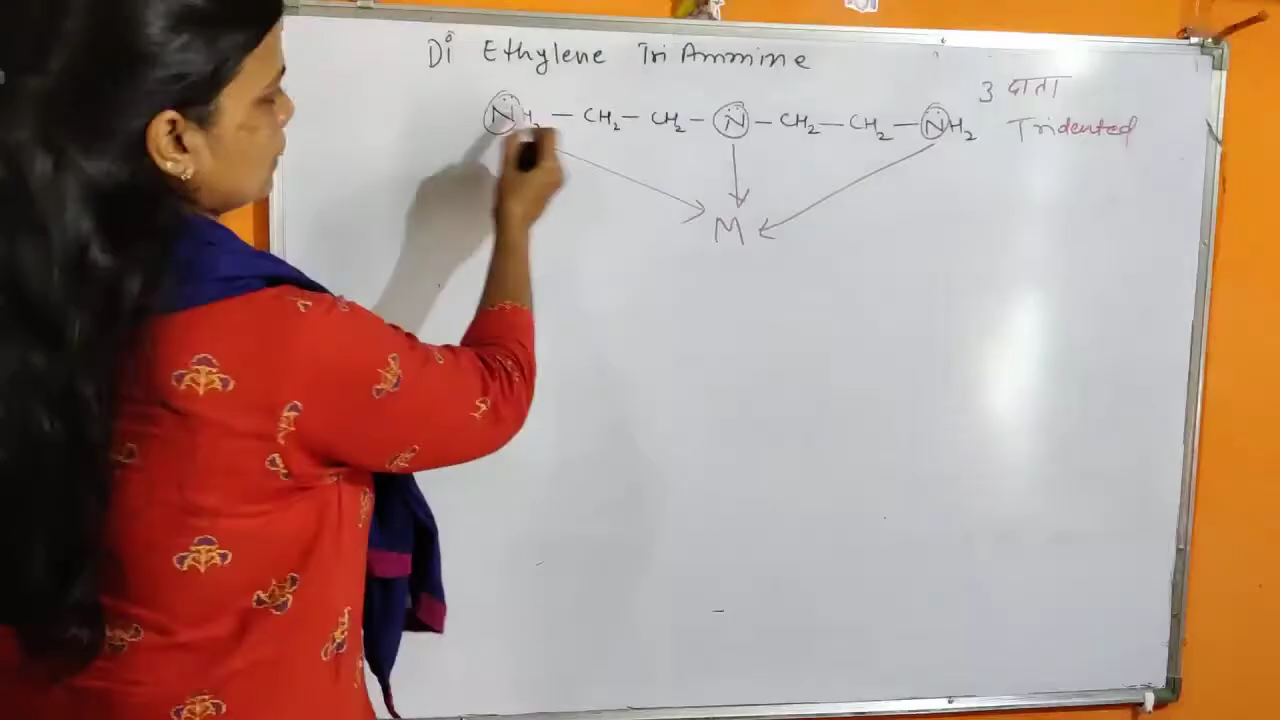 Di Ethylene Tri Ammine
3 दाता
NH₂ — CH₂ — CH₂ — N — CH₂ — CH₂ — NH₂
Tridented
M